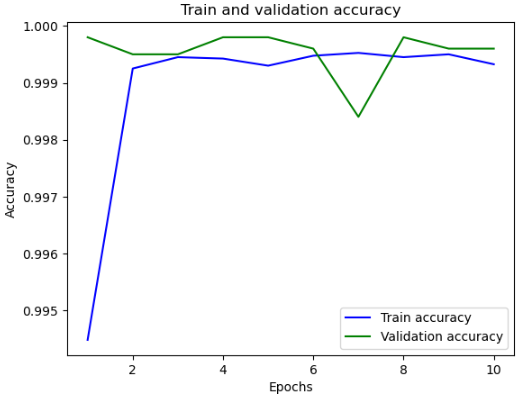 Train and validation accuracy
1.000
0.999
0.998
0.997
0.996
0.995
Accuracy
2
4
6
8
10
Epochs
Train accuracy
Validation accuracy